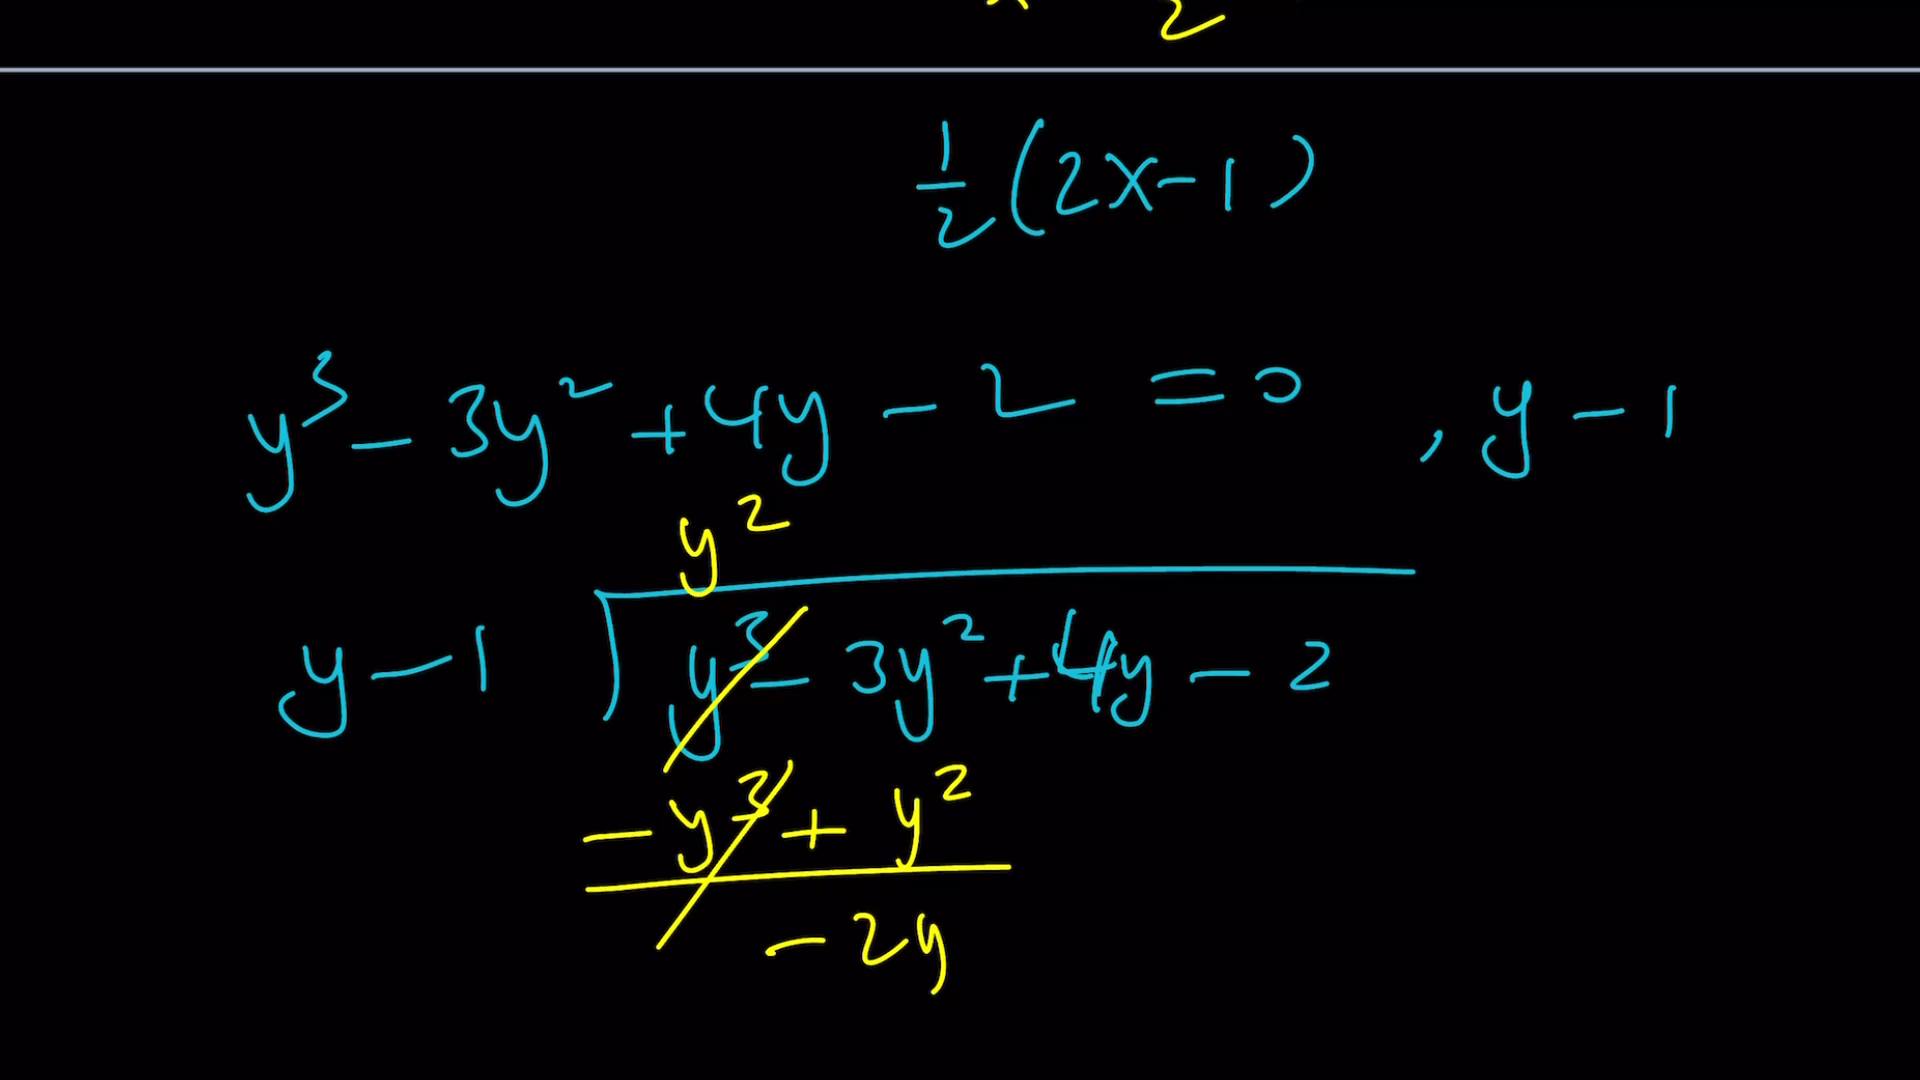 1/2 (2x-1)
y³ - 3y² + 4y - 2 = 0 , y - 1
y²
y - 1 y³ - 3y² + 4y - 2
- y³ + y²
- 2y